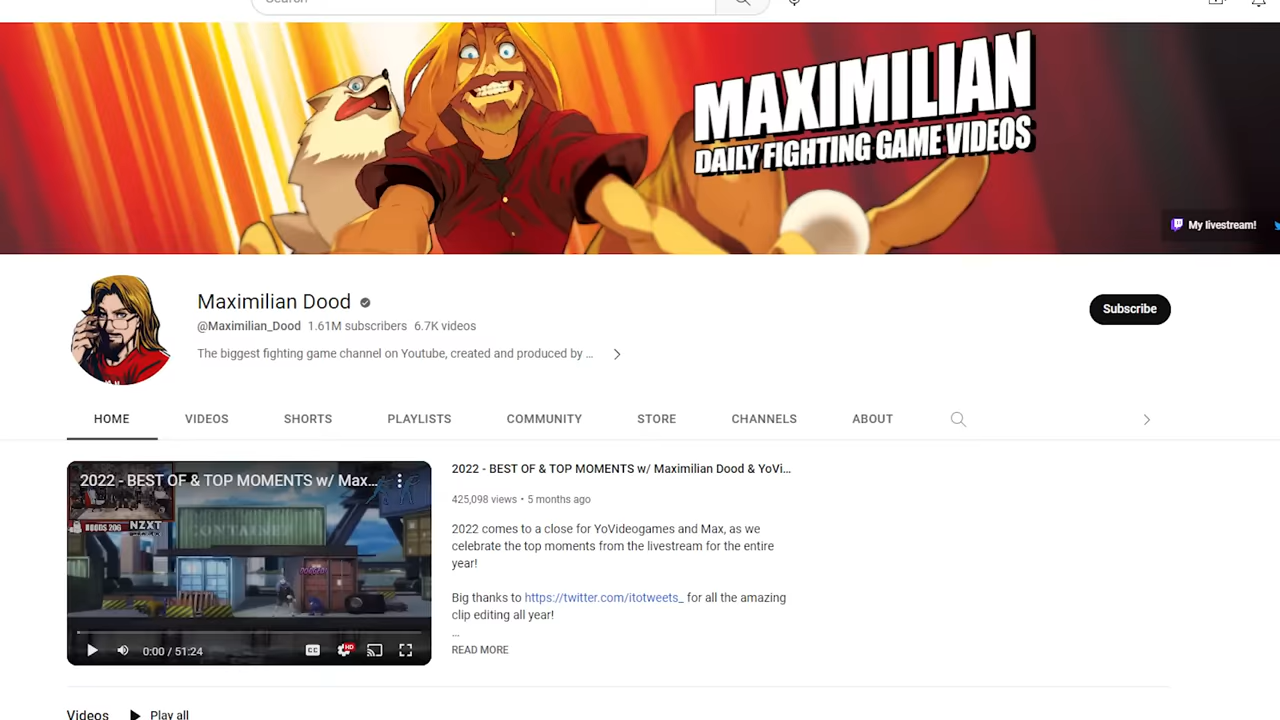 Search
MAXIMILIAN
DAILY FIGHTING GAME VIDEOS
My livestream!
Maximilian Dood
@Maximilian_Dood 1.61M subscribers 6.7K videos
The biggest fighting game channel on Youtube, created and produced by ...
Subscribe
HOME VIDEOS SHORTS PLAYLISTS COMMUNITY STORE CHANNELS ABOUT
2022 - BEST OF & TOP MOMENTS w/ Max...
NZXT
CONTAINER
0:00 / 51:24
CC
HD
2022 - BEST OF & TOP MOMENTS w/ Maximilian Dood & YoVi...
425,098 views • 5 months ago
2022 comes to a close for YoVideogames and Max, as we
celebrate the top moments from the livestream for the entire
year!
Big thanks to https://twitter.com/itotweets_ for all the amazing
clip editing all year!
...
READ MORE
Videos Play all